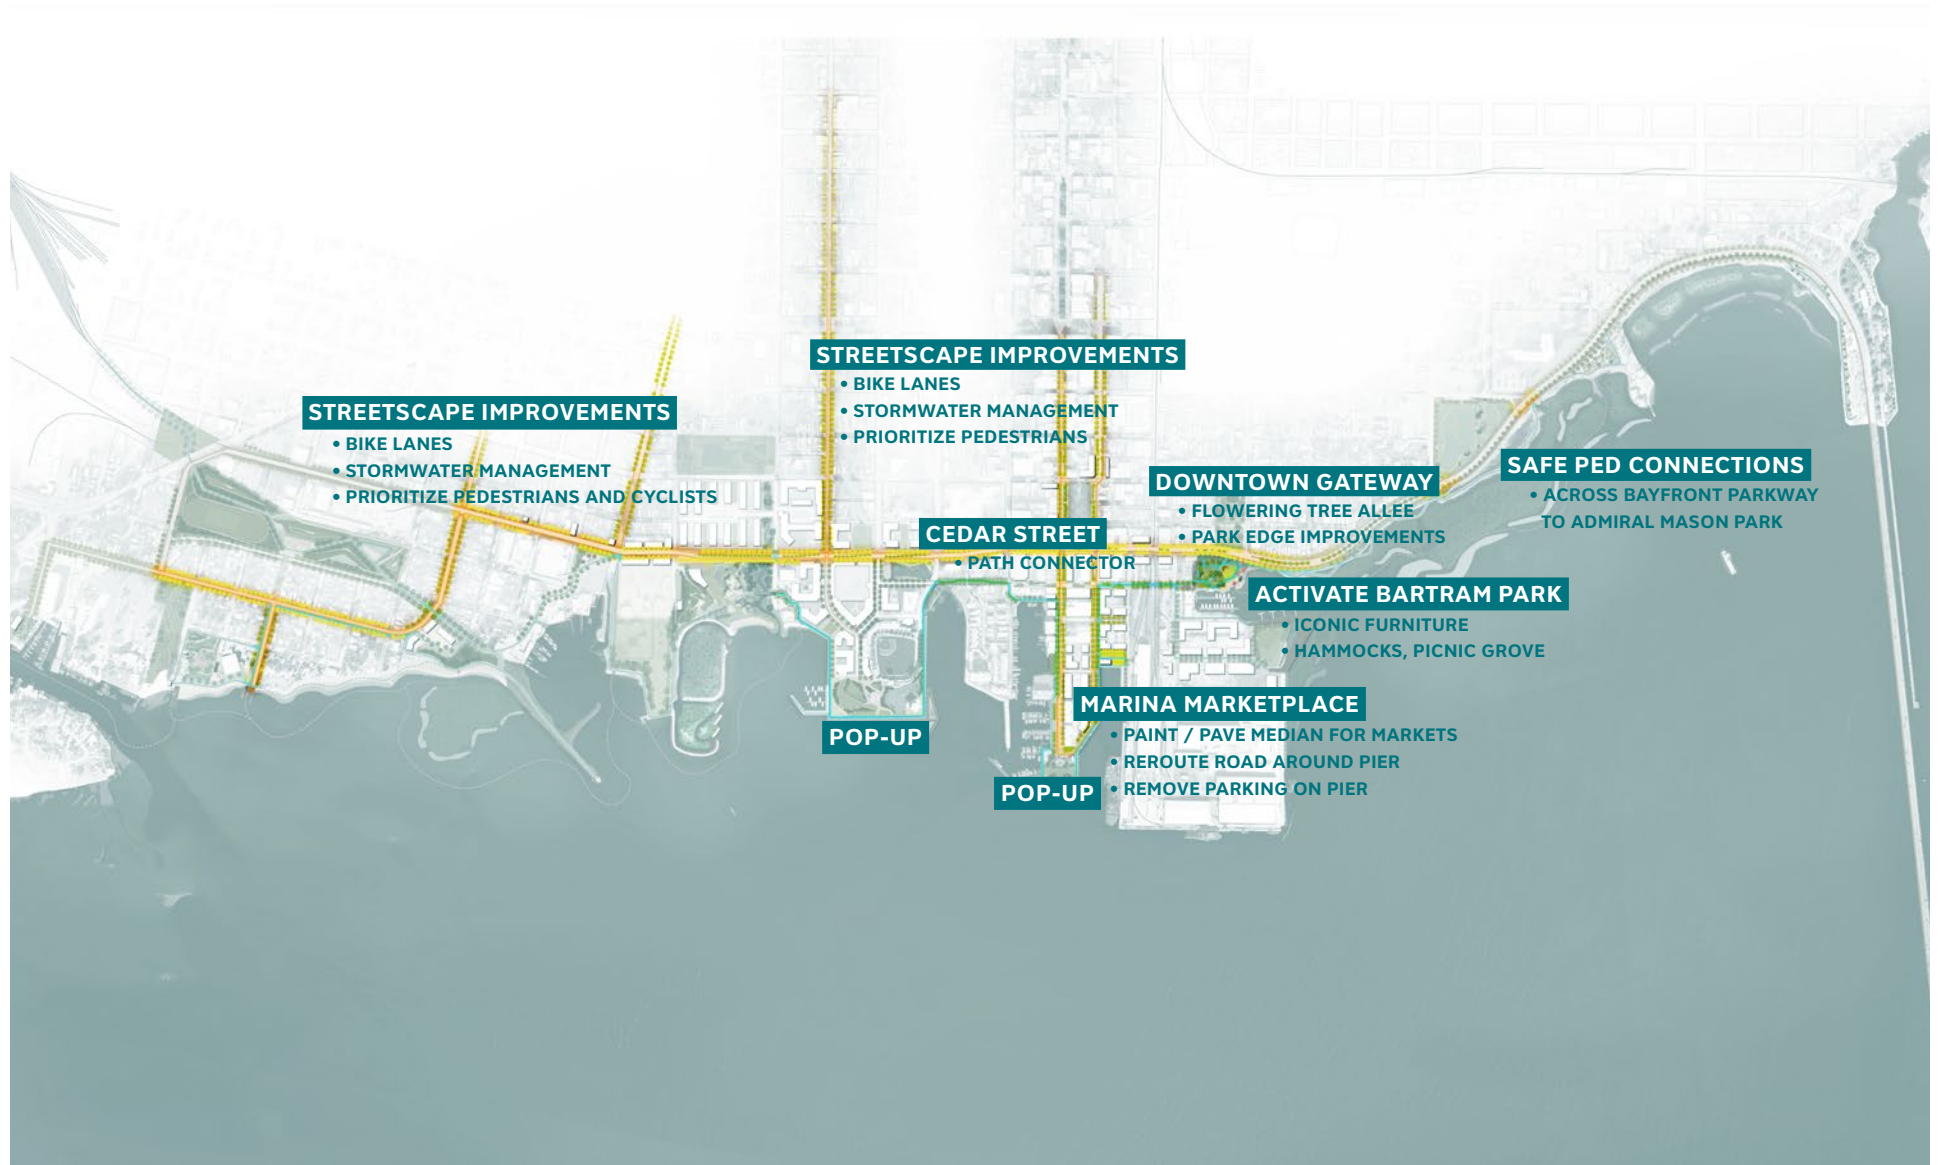 STREETSCAPE IMPROVEMENTS
• BIKE LANES
• STORMWATER MANAGEMENT
• PRIORITIZE PEDESTRIANS
STREETSCAPE IMPROVEMENTS
• BIKE LANES
• STORMWATER MANAGEMENT
• PRIORITIZE PEDESTRIANS AND CYCLISTS
SAFE PED CONNECTIONS
• ACROSS BAYFRONT PARKWAY
TO ADMIRAL MASON PARK
DOWNTOWN GATEWAY
• FLOWERING TREE ALLEE
• PARK EDGE IMPROVEMENTS
CEDAR STREET
• PATH CONNECTOR
ACTIVATE BARTRAM PARK
• ICONIC FURNITURE
• HAMMOCKS, PICNIC GROVE
MARINA MARKETPLACE
• PAINT / PAVE MEDIAN FOR MARKETS
• REROUTE ROAD AROUND PIER
• REMOVE PARKING ON PIER
POP-UP
POP-UP